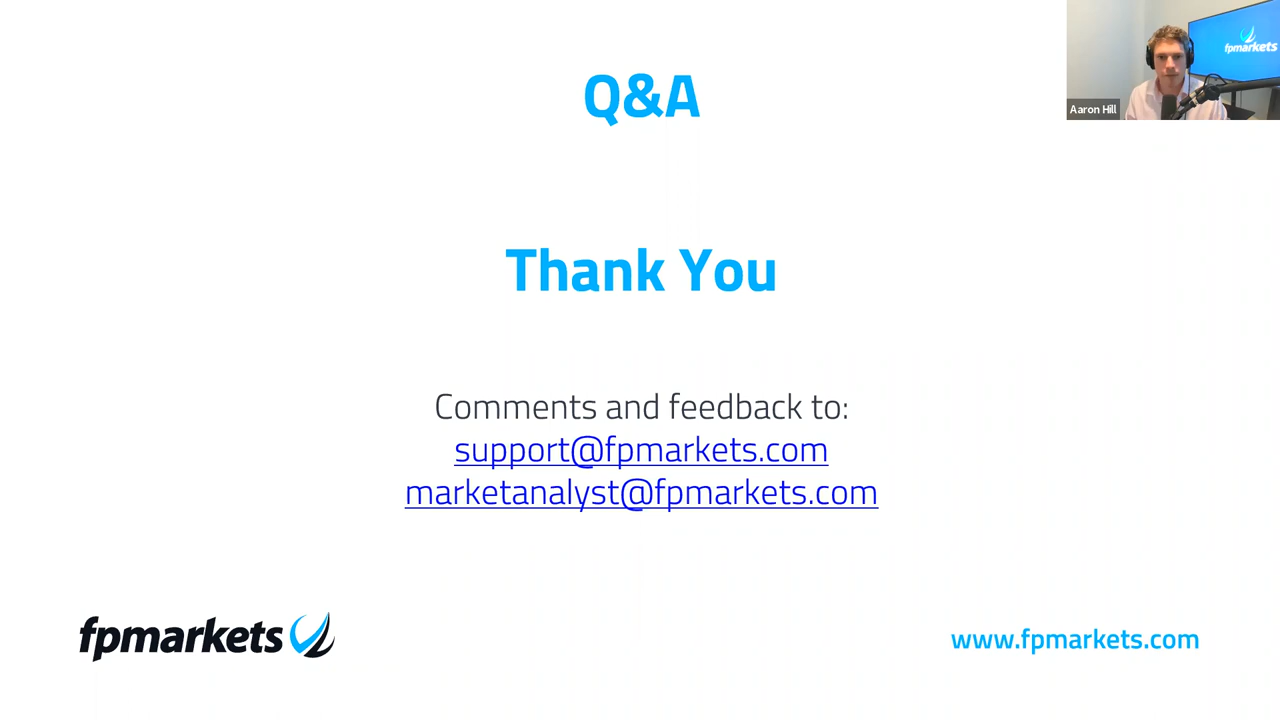 Q&A
fpmarkets
Aaron Hill
Thank You
Comments and feedback to:
support@fpmarkets.com
marketanalyst@fpmarkets.com
fpmarkets
www.fpmarkets.com